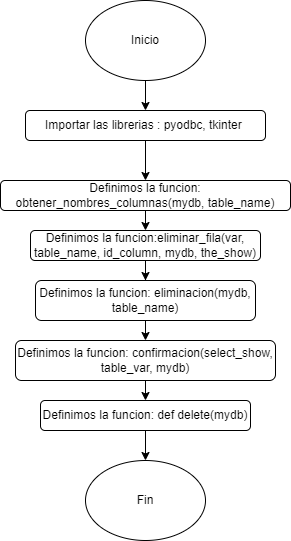 Inicio
Importar las librerias : pyodbc, tkinter
Definimos la funcion:
obtener_nombres_columnas(mydb, table_name)
Definimos la funcion:eliminar_fila(var,
table_name, id_column, mydb, the_show)
Definimos la funcion: eliminacion(mydb,
table_name)
Definimos la funcion: confirmacion(select_show,
table_var, mydb)
Definimos la funcion: def delete(mydb)
Fin